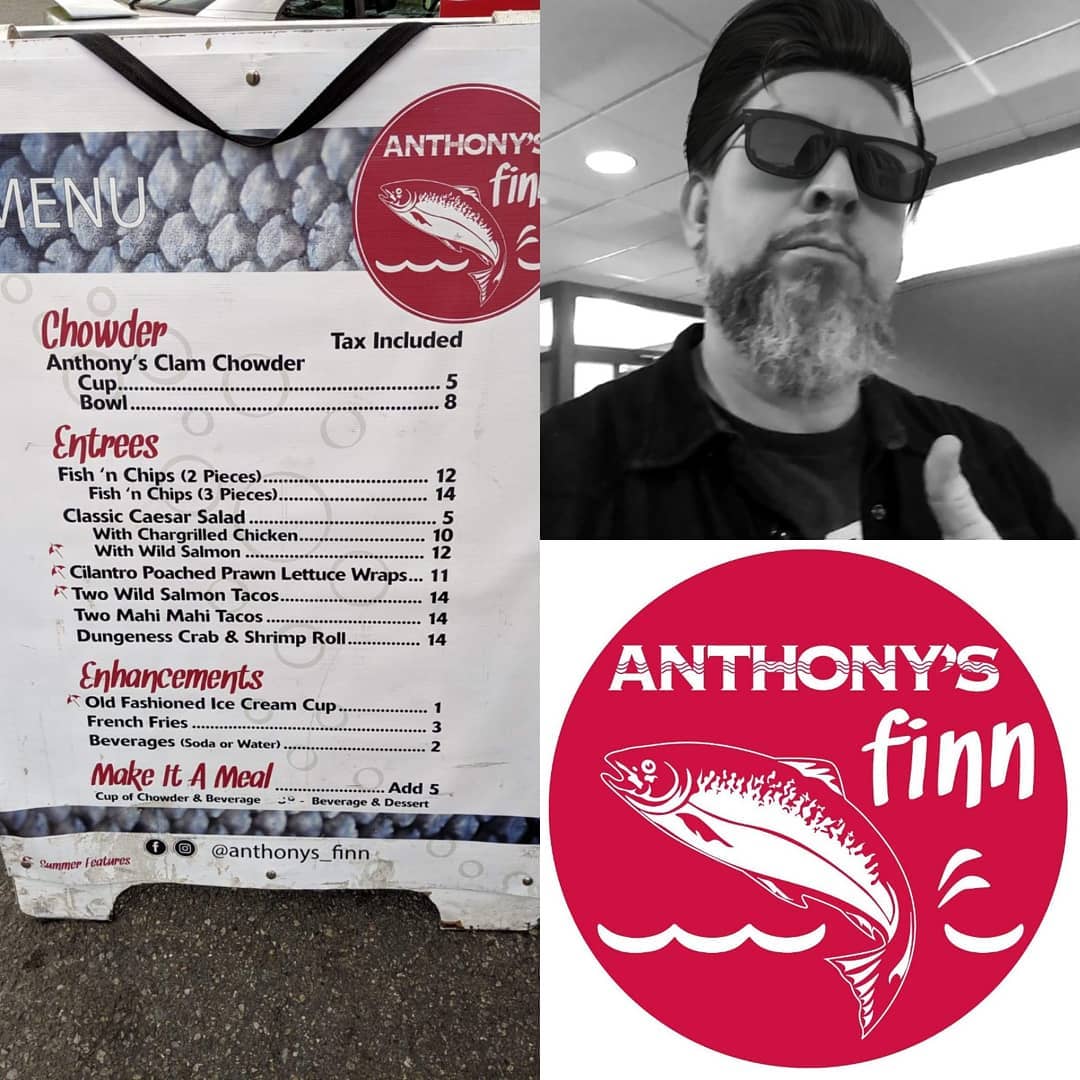 MENU
ANTHONY'S
finn
Chowder
Tax Included
Anthony's Clam Chowder
Cup 5
Bowl 8
Entrees
Fish 'n Chips (2 Pieces) 12
Fish 'n Chips (3 Pieces) 14
Classic Caesar Salad 5
With Chargrilled Chicken 10
With Wild Salmon 12
Cilantro Poached Prawn Lettuce Wraps... 11
Two Wild Salmon Tacos 14
Two Mahi Mahi Tacos 14
Dungeness Crab & Shrimp Roll 14
Enhancements
Old Fashioned Ice Cream Cup 1
French Fries 3
Beverages (Soda or Water) 2
Make It A Meal Add 5
Cup of Chowder & Beverage - Beverage & Dessert
Summer Features
@anthonys_finn
ANTHONY'S
finn